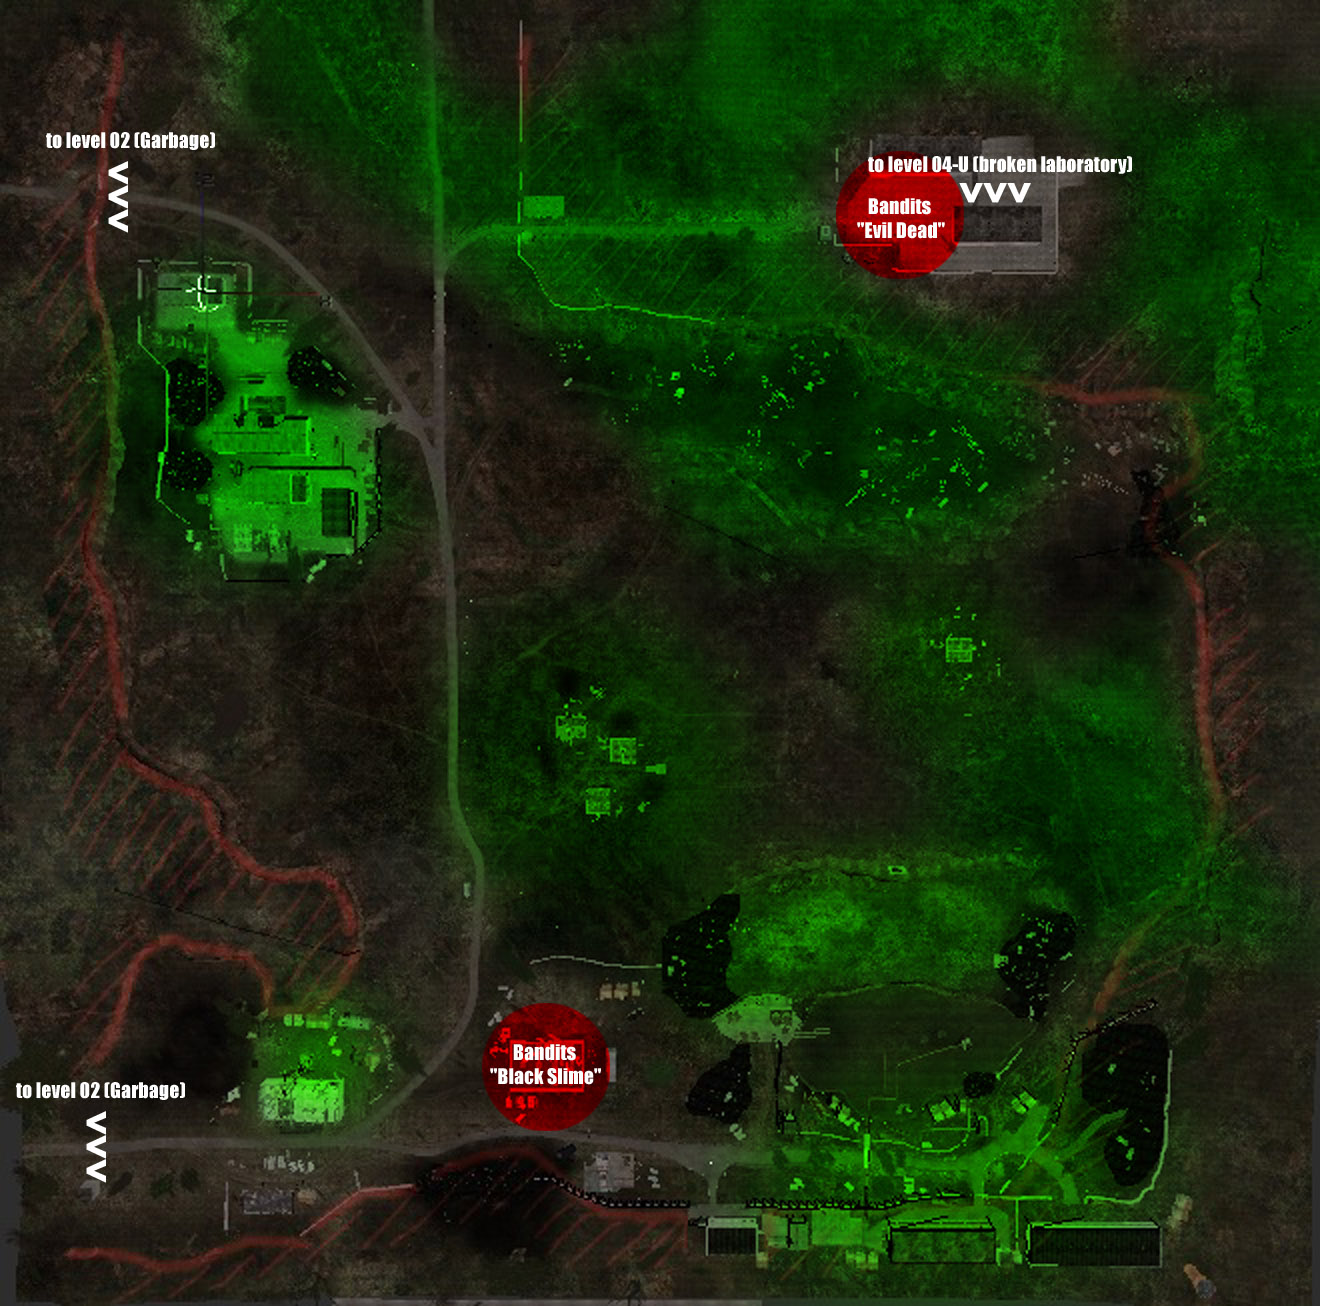 to level 02 (Garbage)
to level 04-U (broken laboratory)
Bandits
"Evil Dead"
Bandits
"Black Slime"
to level 02 (Garbage)